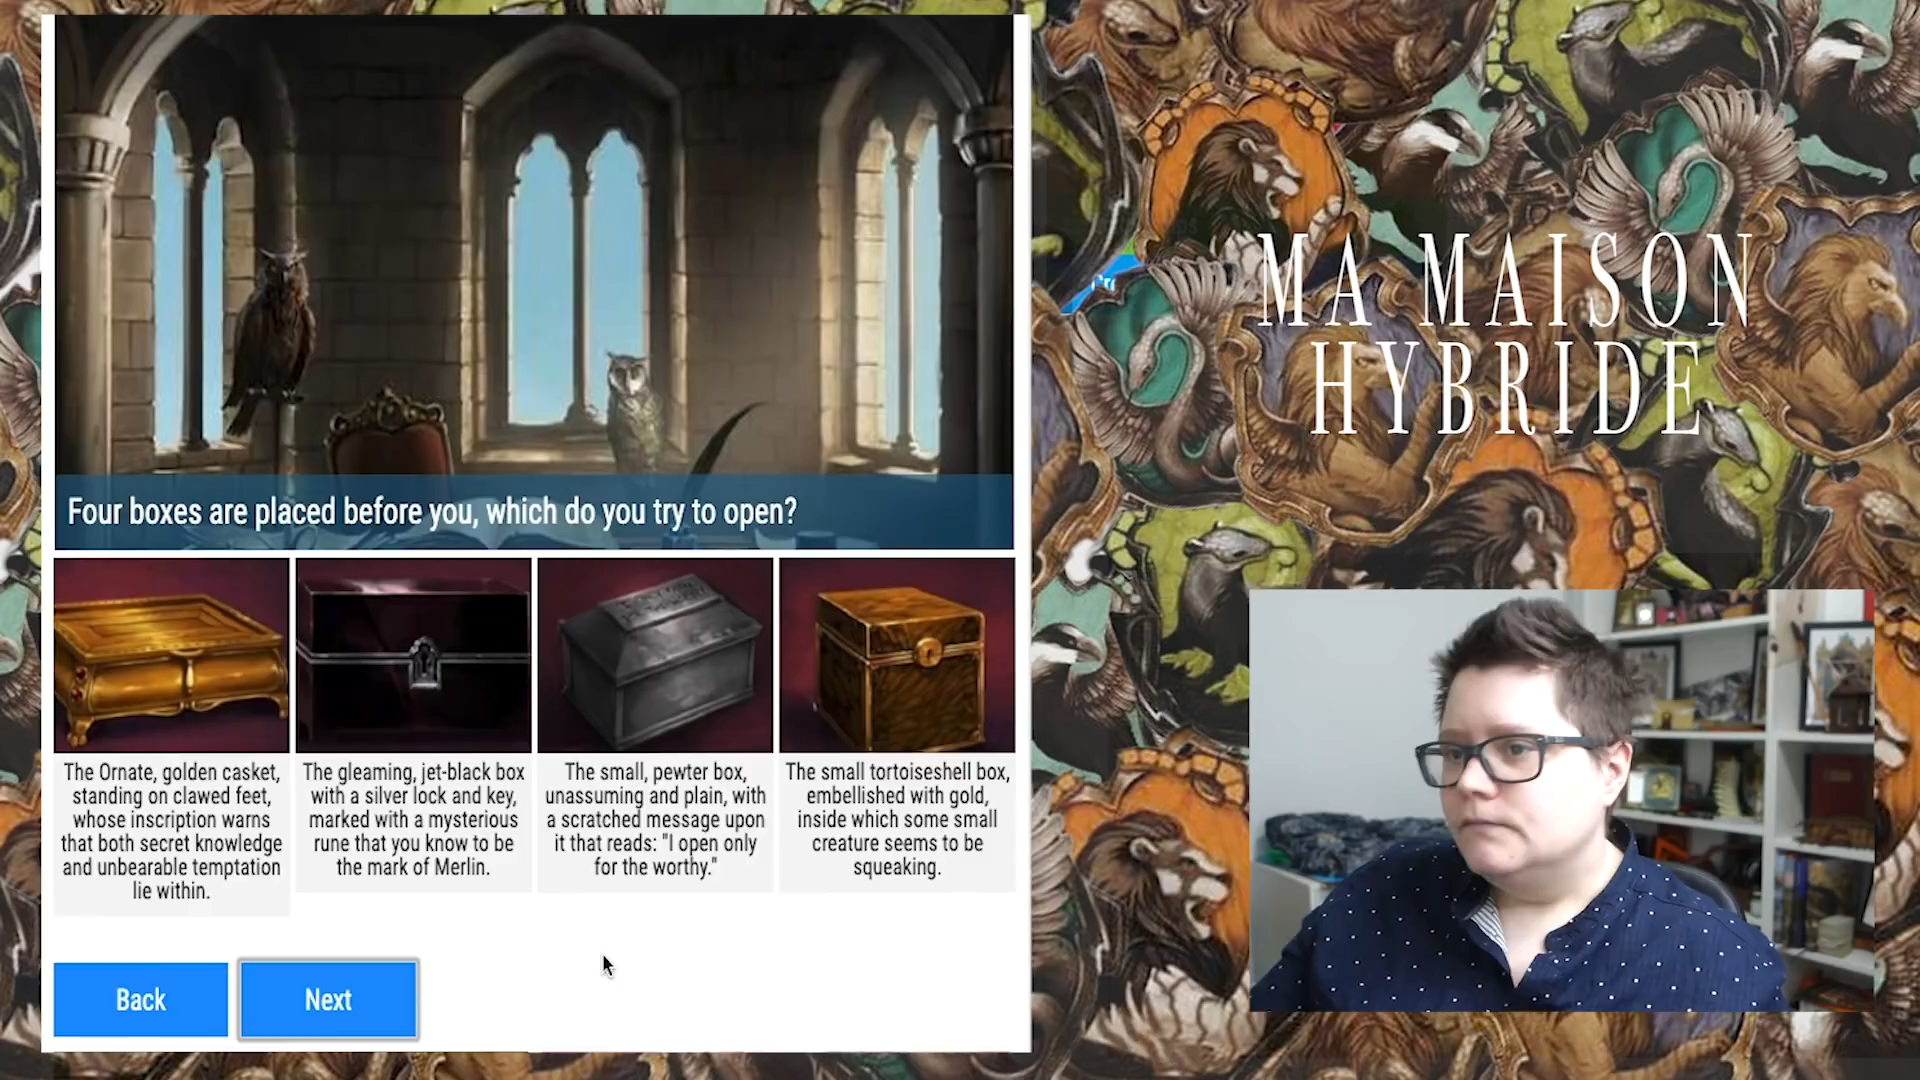 Four boxes are placed before you, which do you try to open?
The Ornate, golden casket,
standing on clawed feet,
whose inscription warns
that both secret knowledge
and unbearable temptation
lie within.
The gleaming, jet-black box
with a silver lock and key,
marked with a mysterious
rune that you know to be
the mark of Merlin.
The small, pewter box,
unassuming and plain, with
a scratched message upon
it that reads: "I open only
for the worthy."
The small tortoiseshell box,
embellished with gold,
inside which some small
creature seems to be
squeaking.
Back
Next
MA MAISON
HYBRIDE